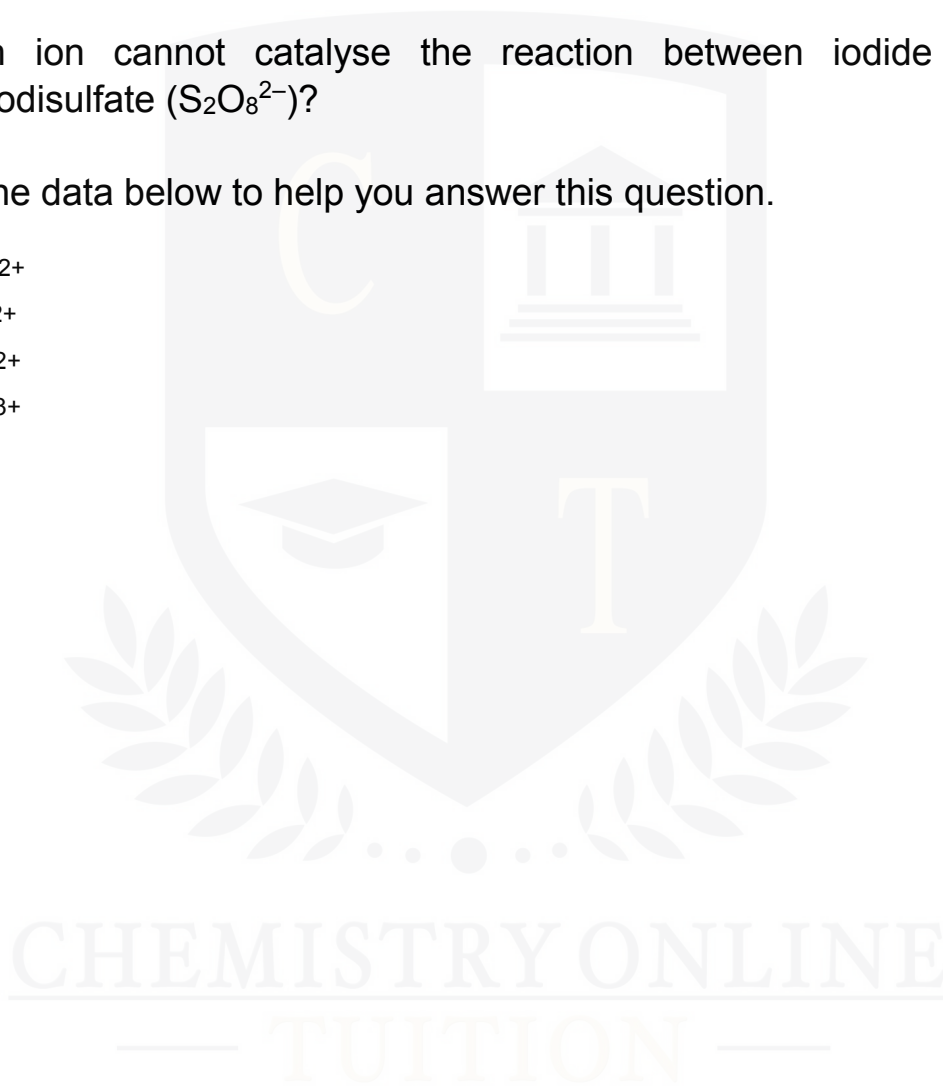 ion cannot catalyse the reaction between iodide
odisulfate (S₂O₈²⁻)?
he data below to help you answer this question.
2+
2+
2+
3+
C
T
CHEMISTRY ONLINE
TUITION